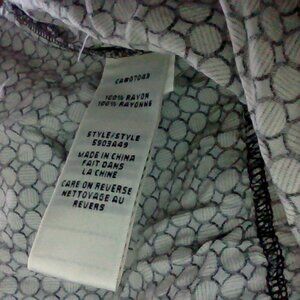 CA#07049
100% RAYON
100% RAYONNE
STYLE/STYLE
5903A49
MADE IN CHINA
FAIT DANS
LA CHINE
CARE ON REVERSE
NETTOYAGE AU
REVERS